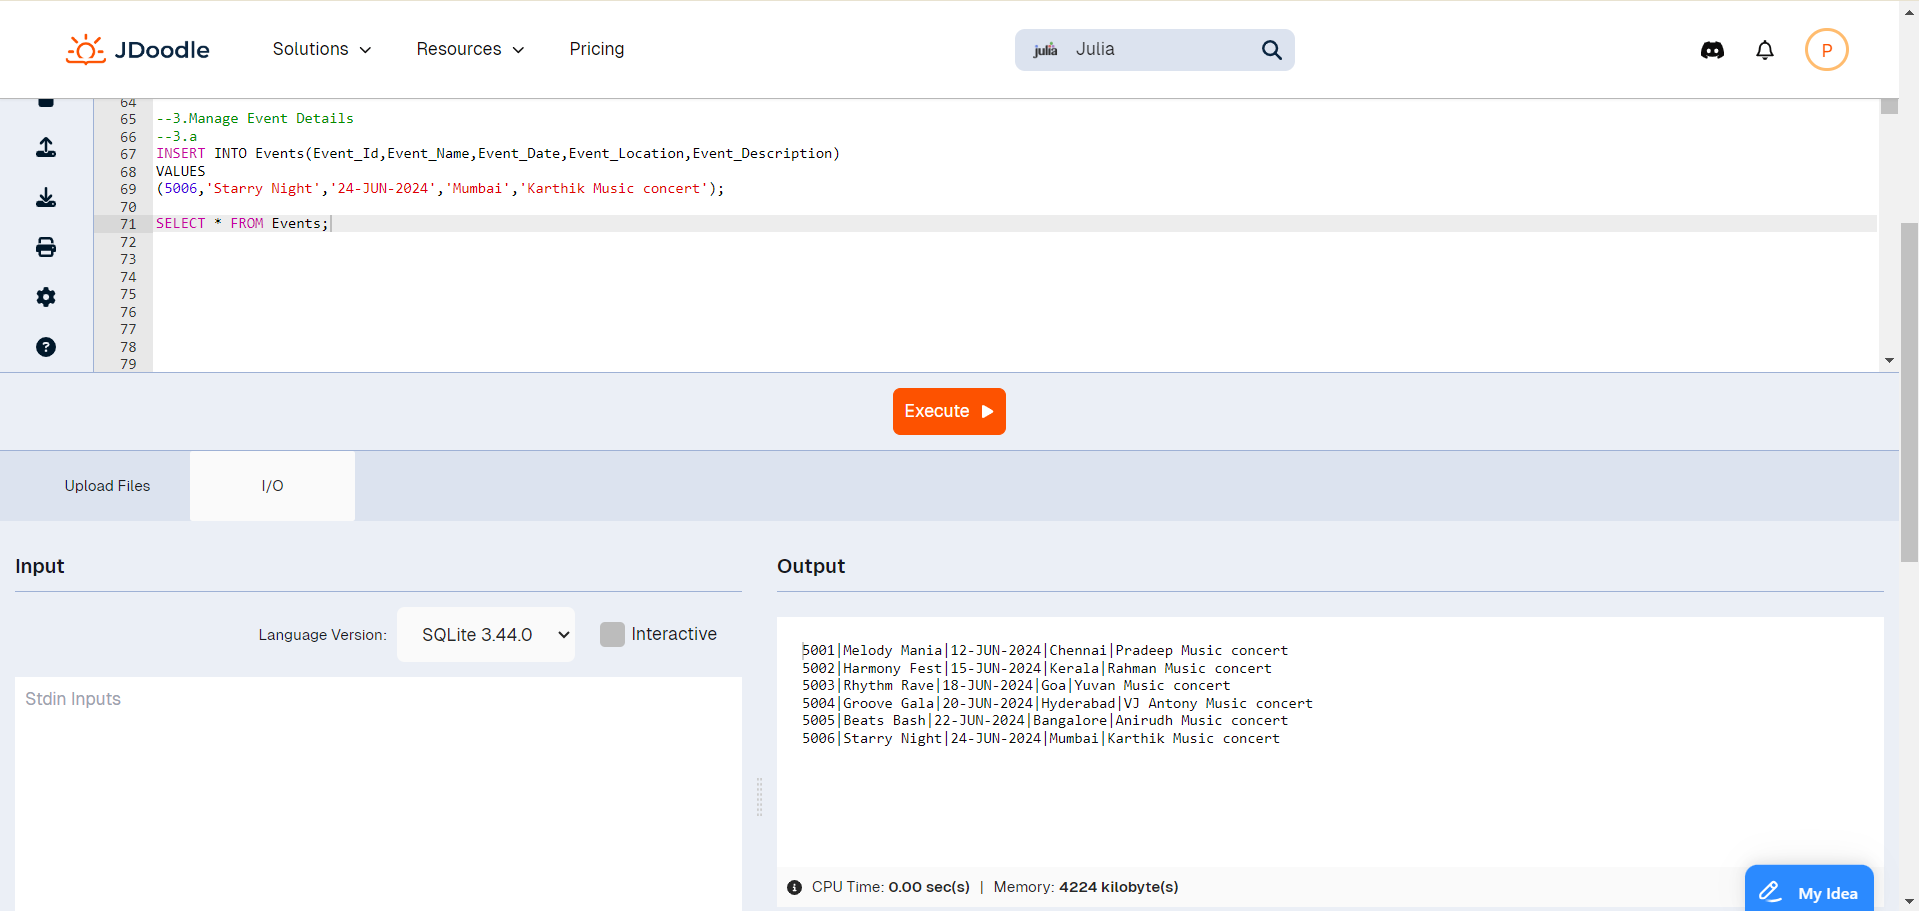 JDoodle
Solutions
Resources
Pricing
julia
Julia
P
64
65 --3.Manage Event Details
66 --3.a
67 INSERT INTO Events(Event_Id,Event_Name,Event_Date,Event_Location,Event_Description)
68 VALUES
69 (5006,'Starry Night','24-JUN-2024','Mumbai','Karthik Music concert');
70
71 SELECT * FROM Events;
72
73
74
75
76
77
78
79
Execute
Upload Files
I/O
Input
Language Version:
SQLite 3.44.0
Interactive
Stdin Inputs
Output
5001|Melody Mania|12-JUN-2024|Chennai|Pradeep Music concert
5002|Harmony Fest|15-JUN-2024|Kerala|Rahman Music concert
5003|Rhythm Rave|18-JUN-2024|Goa|Yuvan Music concert
5004|Groove Gala|20-JUN-2024|Hyderabad|VJ Antony Music concert
5005|Beats Bash|22-JUN-2024|Bangalore|Anirudh Music concert
5006|Starry Night|24-JUN-2024|Mumbai|Karthik Music concert
CPU Time: 0.00 sec(s) | Memory: 4224 kilobyte(s)
My Idea